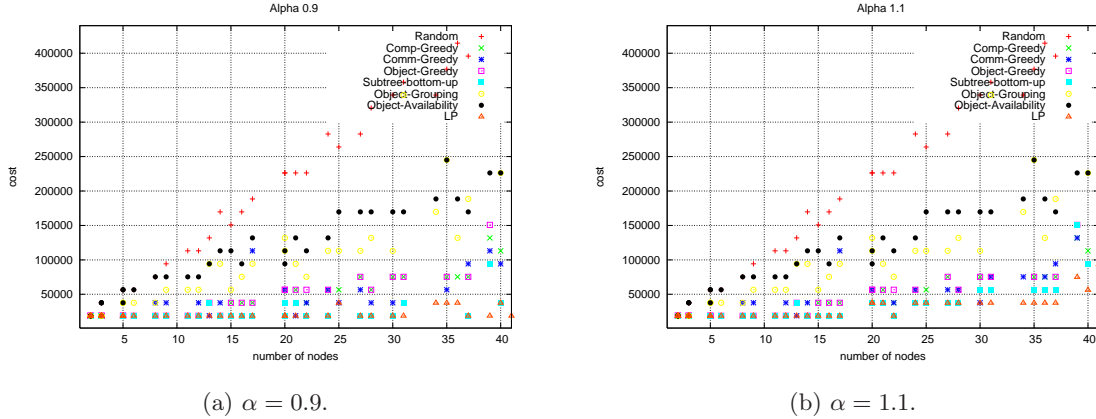 Alpha 0.9
400000
350000
300000
250000
200000
150000
100000
50000
cost
5 10 15 20 25 30 35 40
number of nodes
Random
Comp-Greedy
Comm-Greedy
Object-Greedy
Subtree-bottom-up
Object-Grouping
Object-Availability
LP
(a) α = 0.9.
Alpha 1.1
400000
350000
300000
250000
200000
150000
100000
50000
cost
5 10 15 20 25 30 35 40
number of nodes
Random
Comp-Greedy
Comm-Greedy
Object-Greedy
Subtree-bottom-up
Object-Grouping
Object-Availability
LP
(b) α = 1.1.